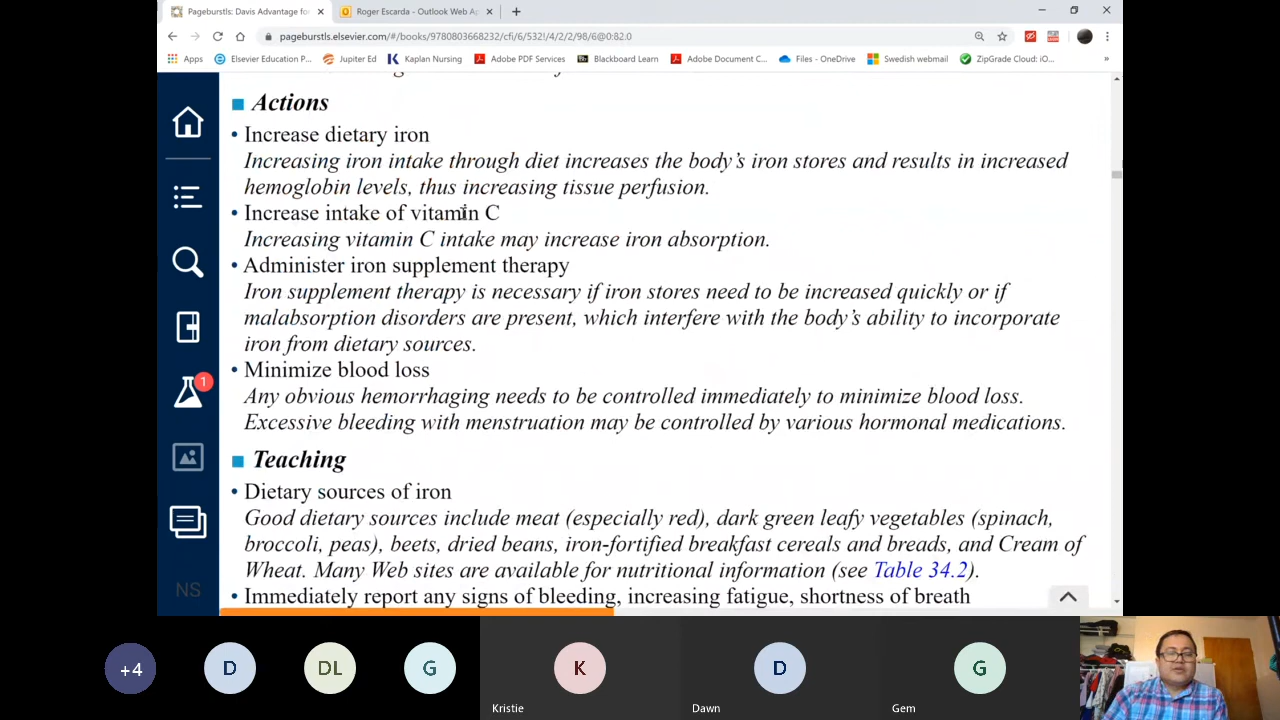 Pageburstls: Davis Advantage for
Roger Escarda - Outlook Web Ap
pageburstls.elsevier.com/#/books/9780803668232/cfi/6/532!/4/2/2/98/6@0:82.0
Apps
Elsevier Education P...
Jupiter Ed
Kaplan Nursing
Adobe PDF Services
Blackboard Learn
Adobe Document C...
Files - OneDrive
Swedish webmail
ZipGrade Cloud: iO...
»
Actions
• Increase dietary iron
Increasing iron intake through diet increases the body's iron stores and results in increased
hemoglobin levels, thus increasing tissue perfusion.
• Increase intake of vitamin C
Increasing vitamin C intake may increase iron absorption.
• Administer iron supplement therapy
Iron supplement therapy is necessary if iron stores need to be increased quickly or if
malabsorption disorders are present, which interfere with the body's ability to incorporate
iron from dietary sources.
• Minimize blood loss
Any obvious hemorrhaging needs to be controlled immediately to minimize blood loss.
Excessive bleeding with menstruation may be controlled by various hormonal medications.
Teaching
• Dietary sources of iron
Good dietary sources include meat (especially red), dark green leafy vegetables (spinach,
broccoli, peas), beets, dried beans, iron-fortified breakfast cereals and breads, and Cream of
Wheat. Many Web sites are available for nutritional information (see Table 34.2).
• Immediately report any signs of bleeding, increasing fatigue, shortness of breath
1
NS
+4
D
DL
G
K
D
G
Kristie
Dawn
Gem